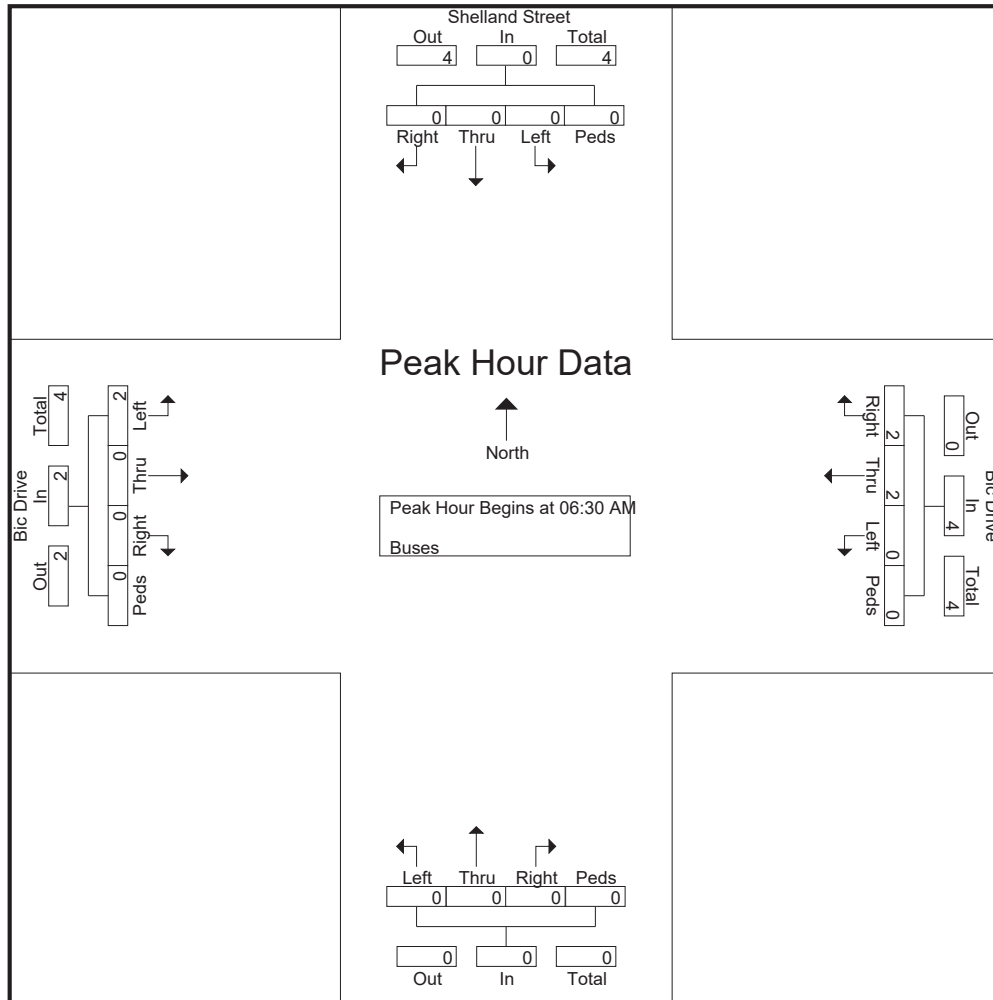 Shelland Street
Out In Total
4 0 4
0 0 0 0
Right Thru Left Peds
Peak Hour Data
North
Peak Hour Begins at 06:30 AM
Buses
Bic Drive
Total In Out
4 2 2
2 0 0 0
Left Thru Right Peds
Right Thru Left Peds
2 2 0 0
Out In Total
0 4 4
Bic Drive
Left Thru Right Peds
0 0 0 0
0 0 0
Out In Total